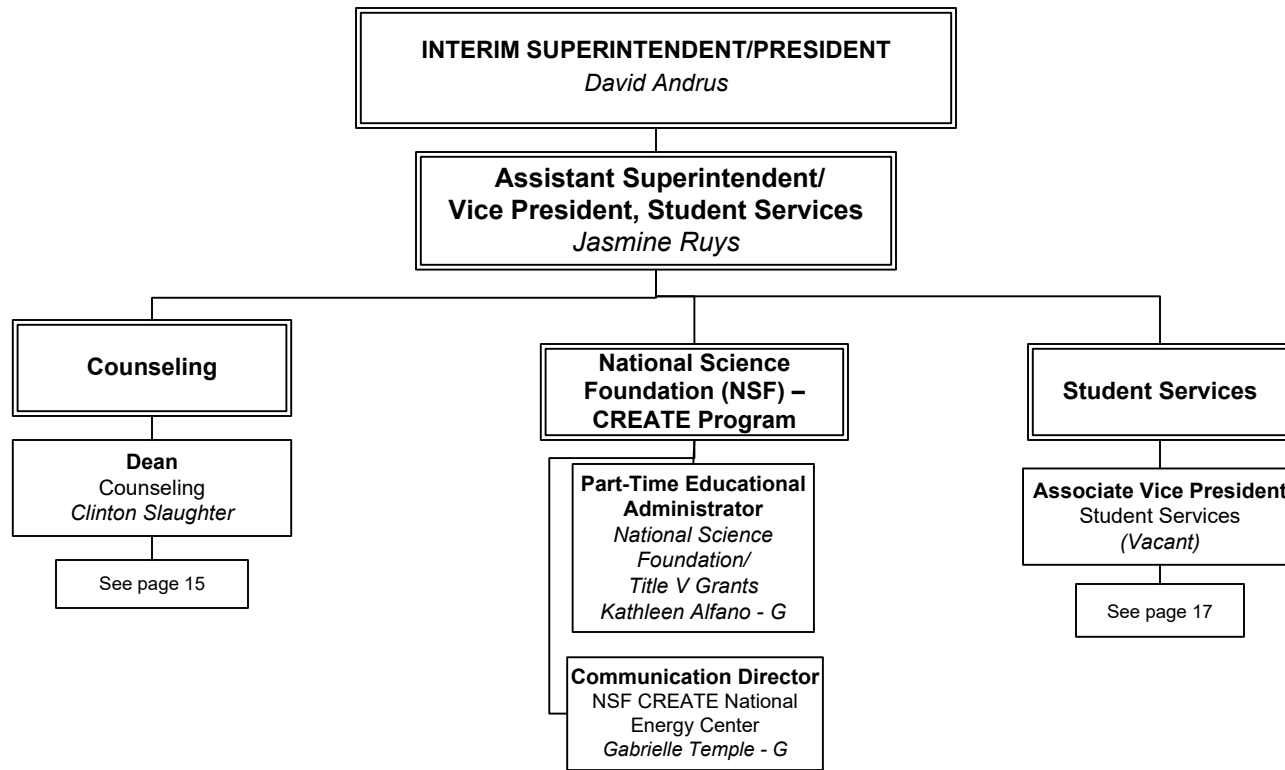 INTERIM SUPERINTENDENT/PRESIDENT
David Andrus
Assistant Superintendent/
Vice President, Student Services
Jasmine Ruys
Counseling
Dean
Counseling
Clinton Slaughter
See page 15
National Science
Foundation (NSF) –
CREATE Program
Part-Time Educational
Administrator
National Science
Foundation/
Title V Grants
Kathleen Alfano - G
Communication Director
NSF CREATE National
Energy Center
Gabrielle Temple - G
Student Services
Associate Vice President
Student Services
(Vacant)
See page 17